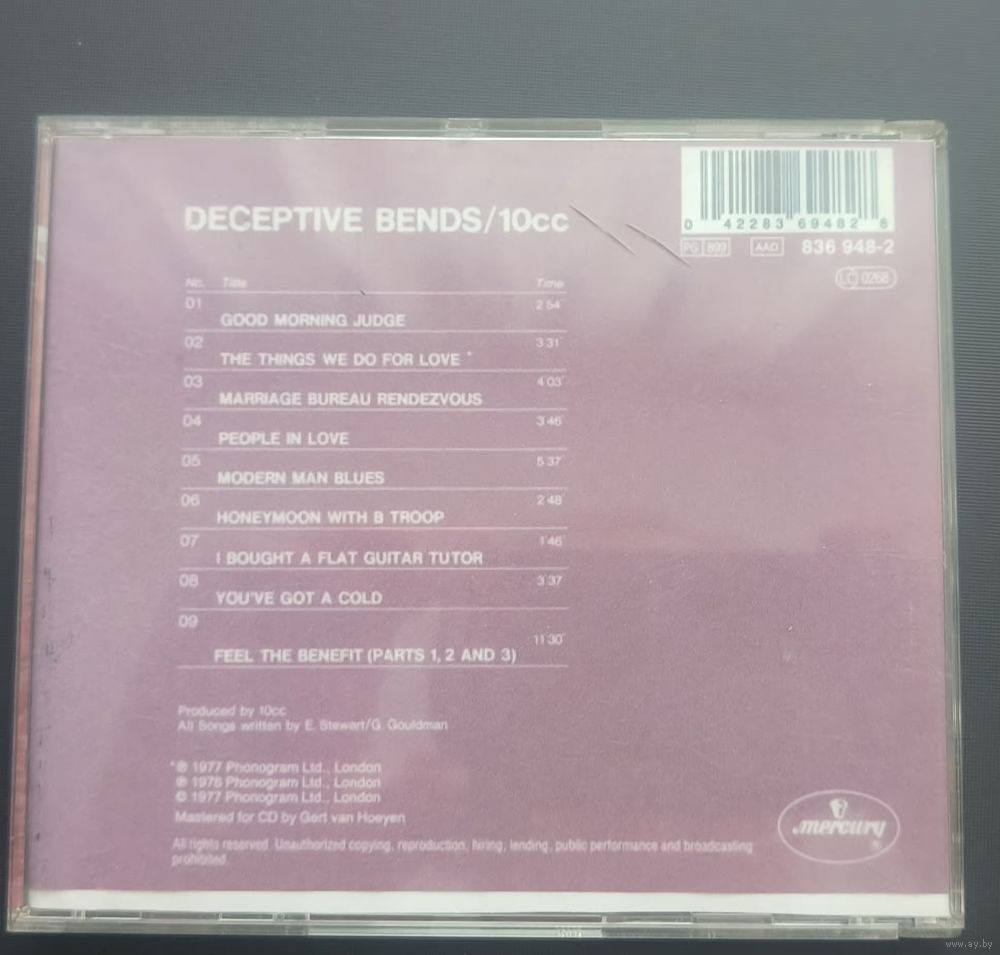 DECEPTIVE BENDS/10cc
0 42283 69482 8
PG 899 AAD 836 948-2
LC 0268
No. Title Time
01 2'54"
GOOD MORNING JUDGE
02 3'31"
THE THINGS WE DO FOR LOVE *
03 4'03"
MARRIAGE BUREAU RENDEZVOUS
04 3'46"
PEOPLE IN LOVE
05 5'37"
MODERN MAN BLUES
06 2'48"
HONEYMOON WITH B TROOP
07 1'46"
I BOUGHT A FLAT GUITAR TUTOR
08 3'37"
YOU'VE GOT A COLD
09
11'30"
FEEL THE BENEFIT (PARTS 1, 2 AND 3)
Produced by 10cc
All Songs written by E. Stewart/G. Gouldman
*℗ 1977 Phonogram Ltd., London
℗ 1976 Phonogram Ltd., London
© 1977 Phonogram Ltd., London
Mastered for CD by Gert van Hoeyen
All rights reserved. Unauthorized copying, reproduction, hiring, lending, public performance and broadcasting
prohibited.
mercury
®
www.ay.by